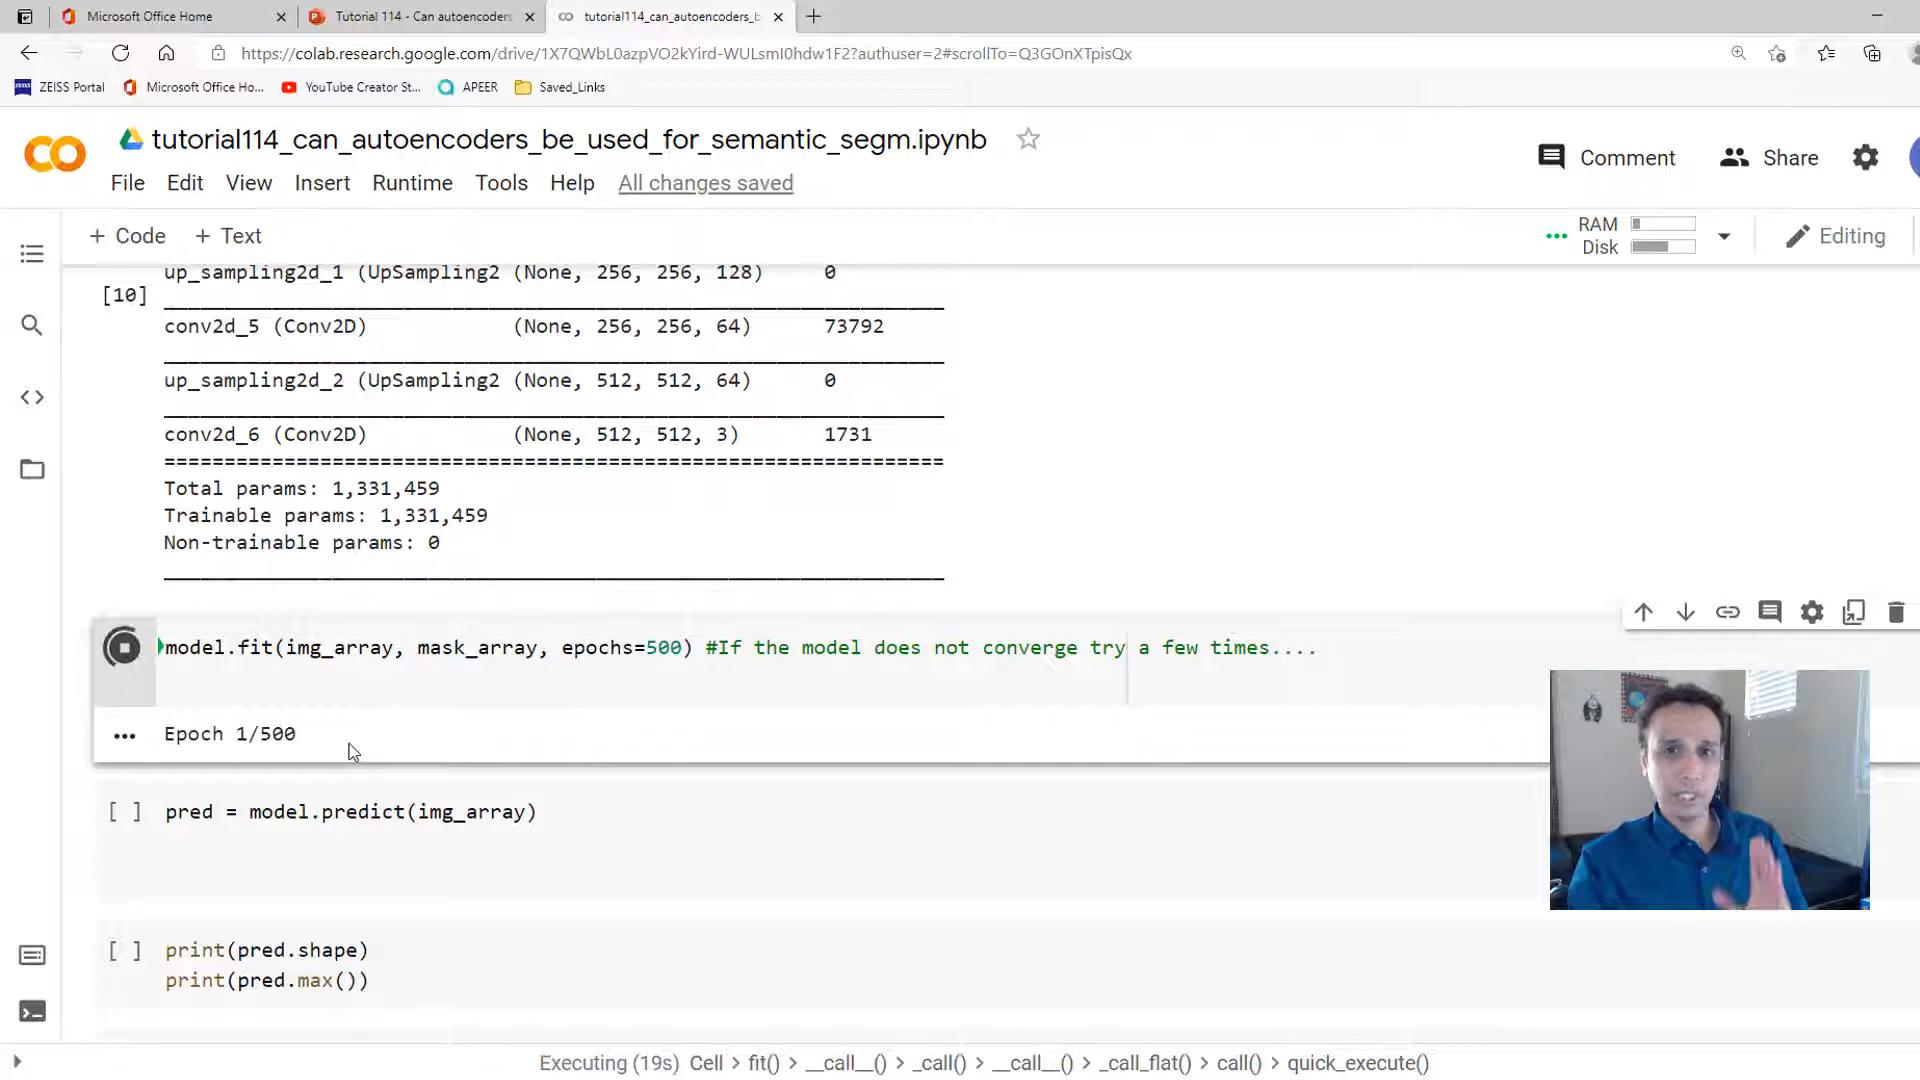 Microsoft Office Home
Tutorial 114 - Can autoencoders
tutorial114_can_autoencoders_b
https://colab.research.google.com/drive/1X7QWbL0azpVO2kYird-WULsmI0hdw1F2?authuser=2#scrollTo=Q3GOnXTpisQx
ZEISS Portal
Microsoft Office Ho...
YouTube Creator St...
APEER
Saved_Links
tutorial114_can_autoencoders_be_used_for_semantic_segm.ipynb
Comment
Share
File Edit View Insert Runtime Tools Help All changes saved
+ Code + Text
RAM
Disk
Editing
up_sampling2d_1 (UpSampling2 (None, 256, 256, 128) 0
[10]
conv2d_5 (Conv2D) (None, 256, 256, 64) 73792
up_sampling2d_2 (UpSampling2 (None, 512, 512, 64) 0
conv2d_6 (Conv2D) (None, 512, 512, 3) 1731
=================================================================
Total params: 1,331,459
Trainable params: 1,331,459
Non-trainable params: 0
model.fit(img_array, mask_array, epochs=500) #If the model does not converge try a few times....
Epoch 1/500
[ ] pred = model.predict(img_array)
[ ] print(pred.shape)
print(pred.max())
Executing (19s) Cell > fit() > __call__() > _call() > __call__() > _call_flat() > call() > quick_execute()